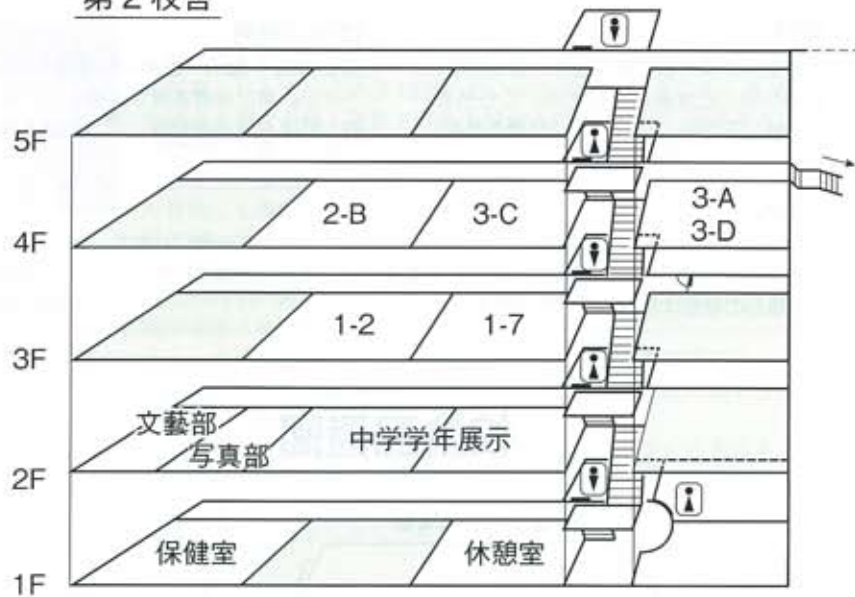 第2校舎
5F
4F
2-B
3-C
3-A
3-D
3F
1-2
1-7
2F
文藝部
写真部
中学学年展示
1F
保健室
休憩室